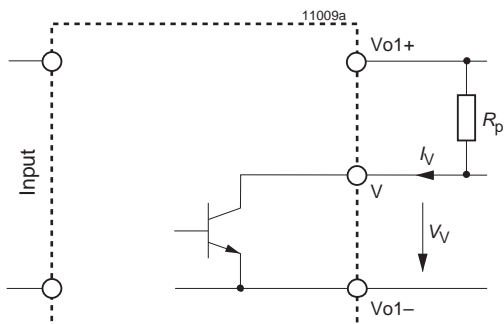 11009a
Vo1+
Input
Rp
IV
V
VV
Vo1–